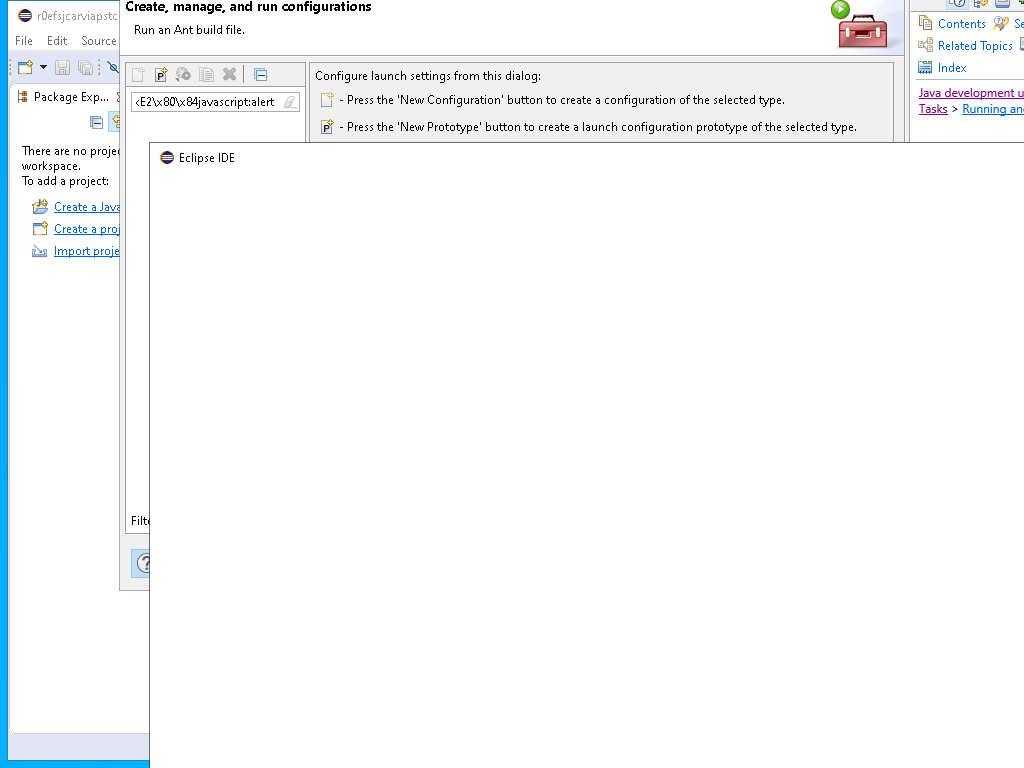 r0efsjcarviapstc
File Edit Source
Package Exp...
There are no projec
workspace.
To add a project:
Create a Java
Create a proj
Import proje
Create, manage, and run configurations
Run an Ant build file.
<E2\x80\x84javascript:alert
Configure launch settings from this dialog:
- Press the 'New Configuration' button to create a configuration of the selected type.
- Press the 'New Prototype' button to create a launch configuration prototype of the selected type.
Filte
Eclipse IDE
Contents Se
Related Topics
Index
Java development u
Tasks > Running and